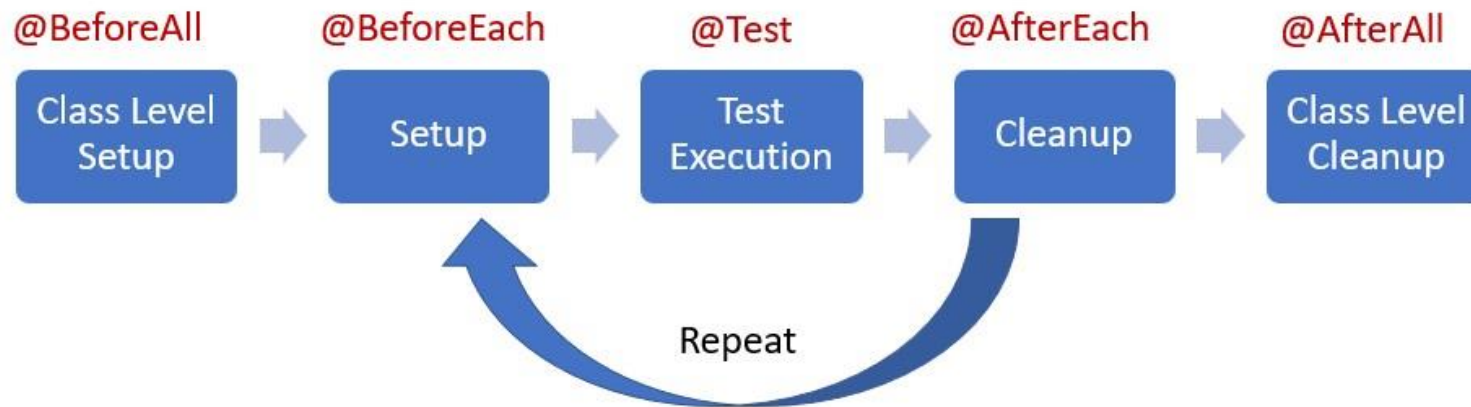 @BeforeAll
@BeforeEach
@Test
@AfterEach
@AfterAll
Class Level
Setup
Setup
Test
Execution
Cleanup
Class Level
Cleanup
Repeat